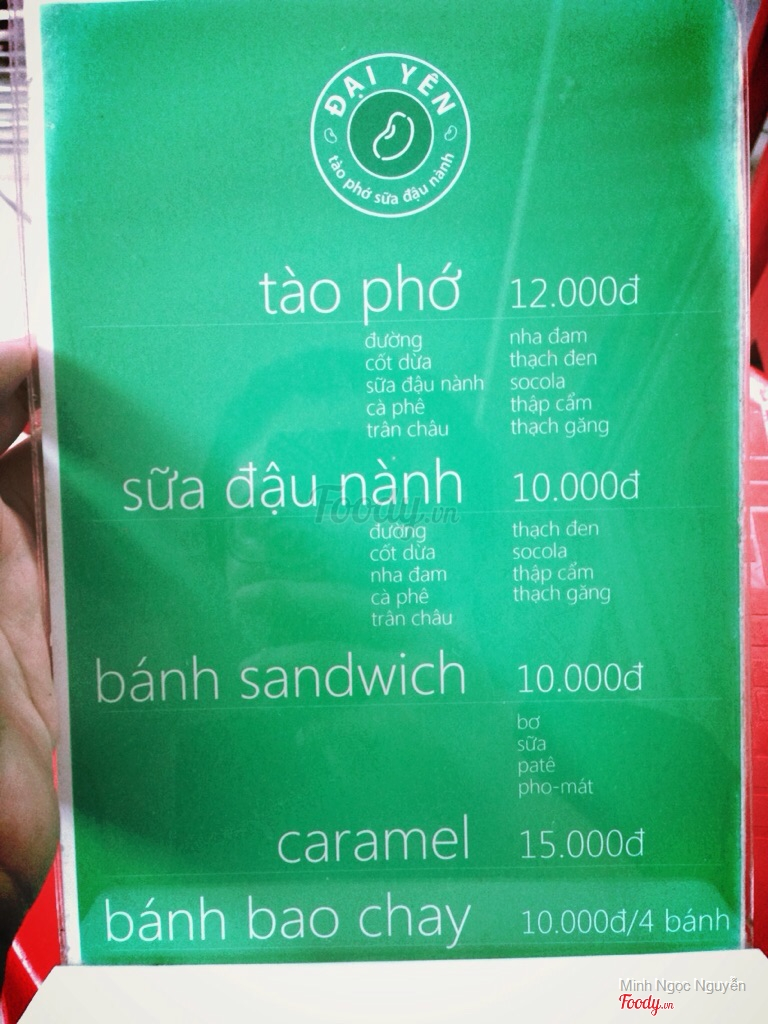 ĐẠI YÊN
tào phớ sữa đậu nành
tào phớ 12.000đ
đường nha đam
cốt dừa thạch đen
sữa đậu nành socola
cà phê thập cẩm
trân châu thạch găng
sữa đậu nành 10.000đ
Foody.vn
đường thạch đen
cốt dừa socola
nha đam thập cẩm
cà phê thạch găng
trân châu
bánh sandwich 10.000đ
bơ
sữa
patê
pho-mát
caramel 15.000đ
bánh bao chay 10.000đ/4 bánh
Minh Ngọc Nguyễn
Foody.vn